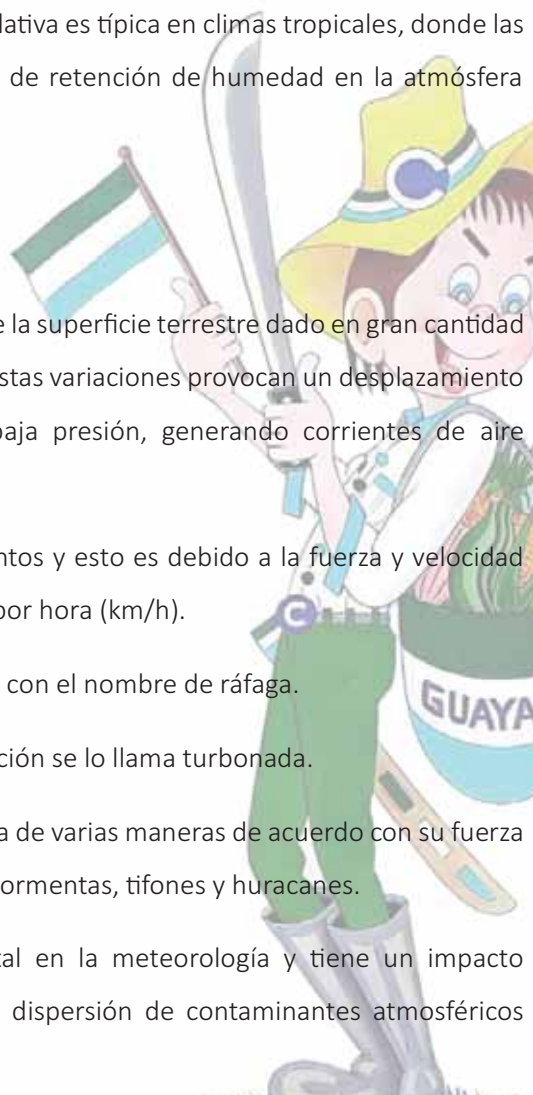 lativa es típica en climas tropicales, donde las
de retención de humedad en la atmósfera
e la superficie terrestre dado en gran cantidad
stas variaciones provocan un desplazamiento
baja presión, generando corrientes de aire
ntos y esto es debido a la fuerza y velocidad
por hora (km/h).
con el nombre de ráfaga.
C
GUAYA
ción se lo llama turbonada.
a de varias maneras de acuerdo con su fuerza
ormentas, tifones y huracanes.
tal en la meteorología y tiene un impacto
dispersión de contaminantes atmosféricos